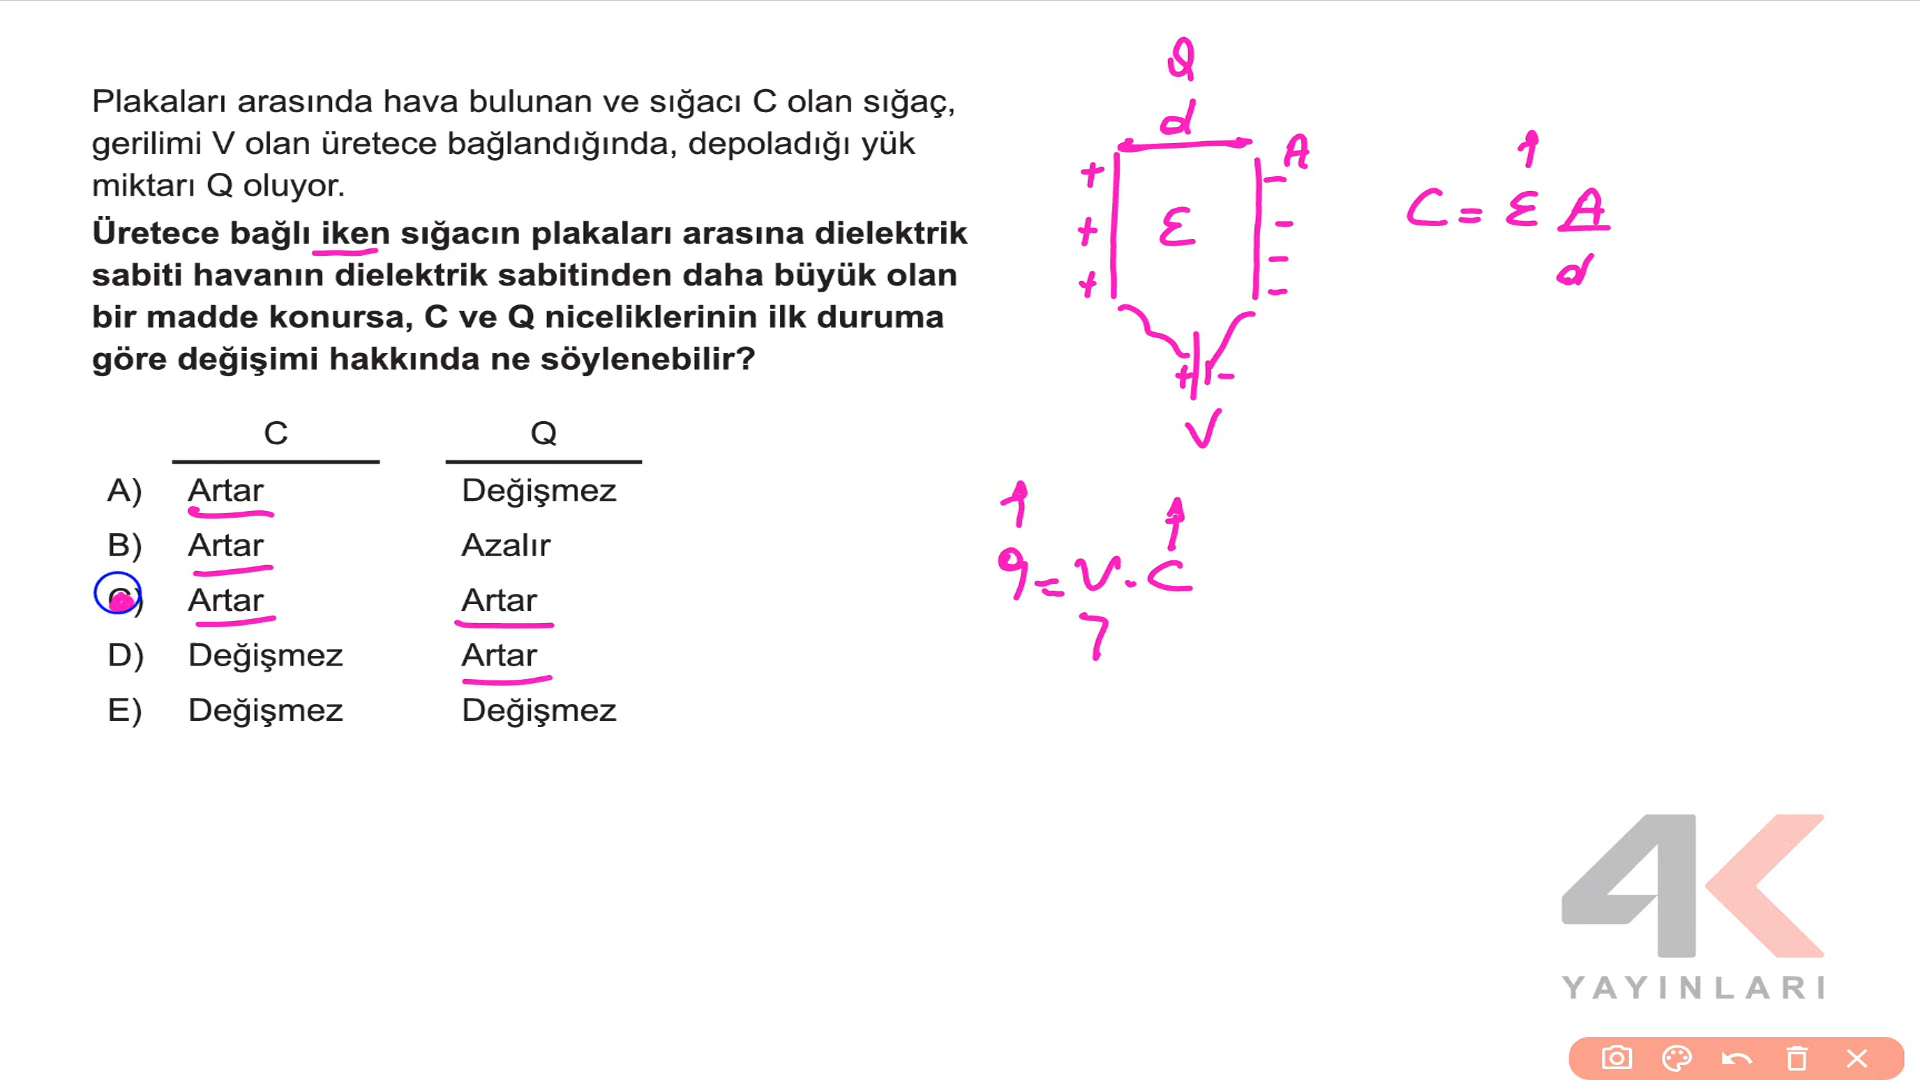 Plakaları arasında hava bulunan ve sığacı C olan sığaç,
gerilimi V olan üretece bağlandığında, depoladığı yük
miktarı Q oluyor.
Üretece bağlı iken sığacın plakaları arasına dielektrik
sabiti havanın dielektrik sabitinden daha büyük olan
bir madde konursa, C ve Q niceliklerinin ilk duruma
göre değişimi hakkında ne söylenebilir?
C Q
A) Artar Değişmez
B) Artar Azalır
C) Artar Artar
D) Değişmez Artar
E) Değişmez Değişmez
Q
d
A
+ -
+ ε -
+ -
-
+ -
V
C = ε A
d
q = V . C
4K
YAYINLARI